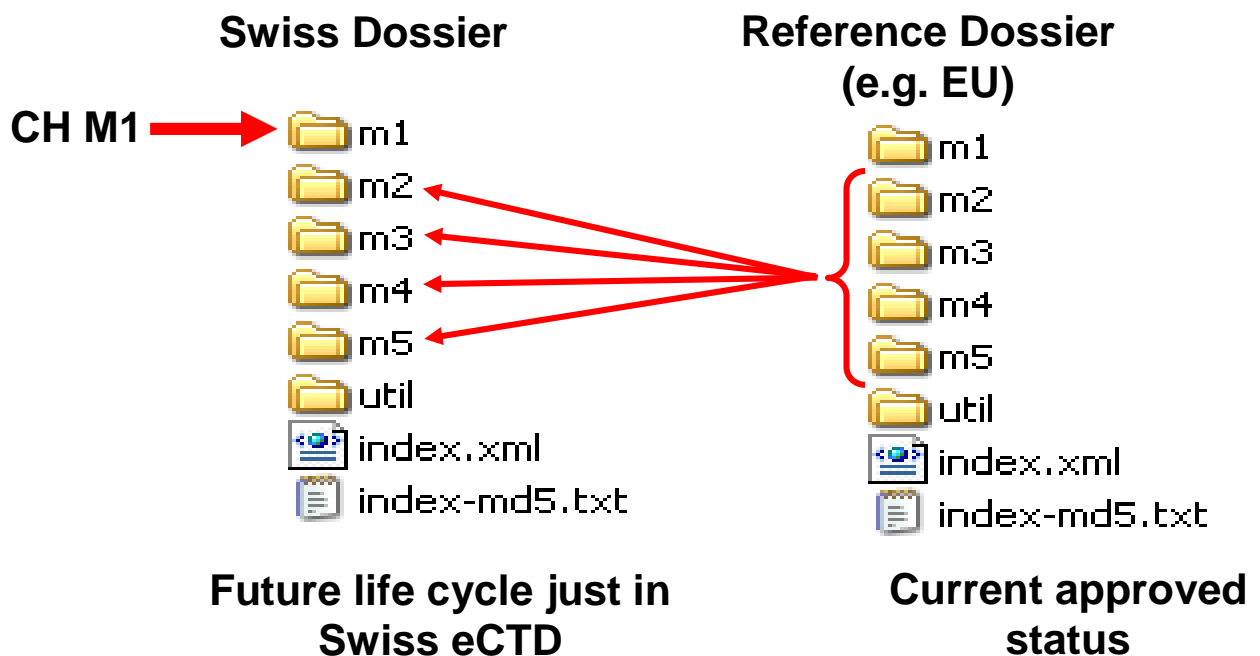 Swiss Dossier
Reference Dossier
(e.g. EU)
CH M1
m1
m2
m3
m4
m5
util
index.xml
index-md5.txt
m1
m2
m3
m4
m5
util
index.xml
index-md5.txt
Future life cycle just in
Swiss eCTD
Current approved
status